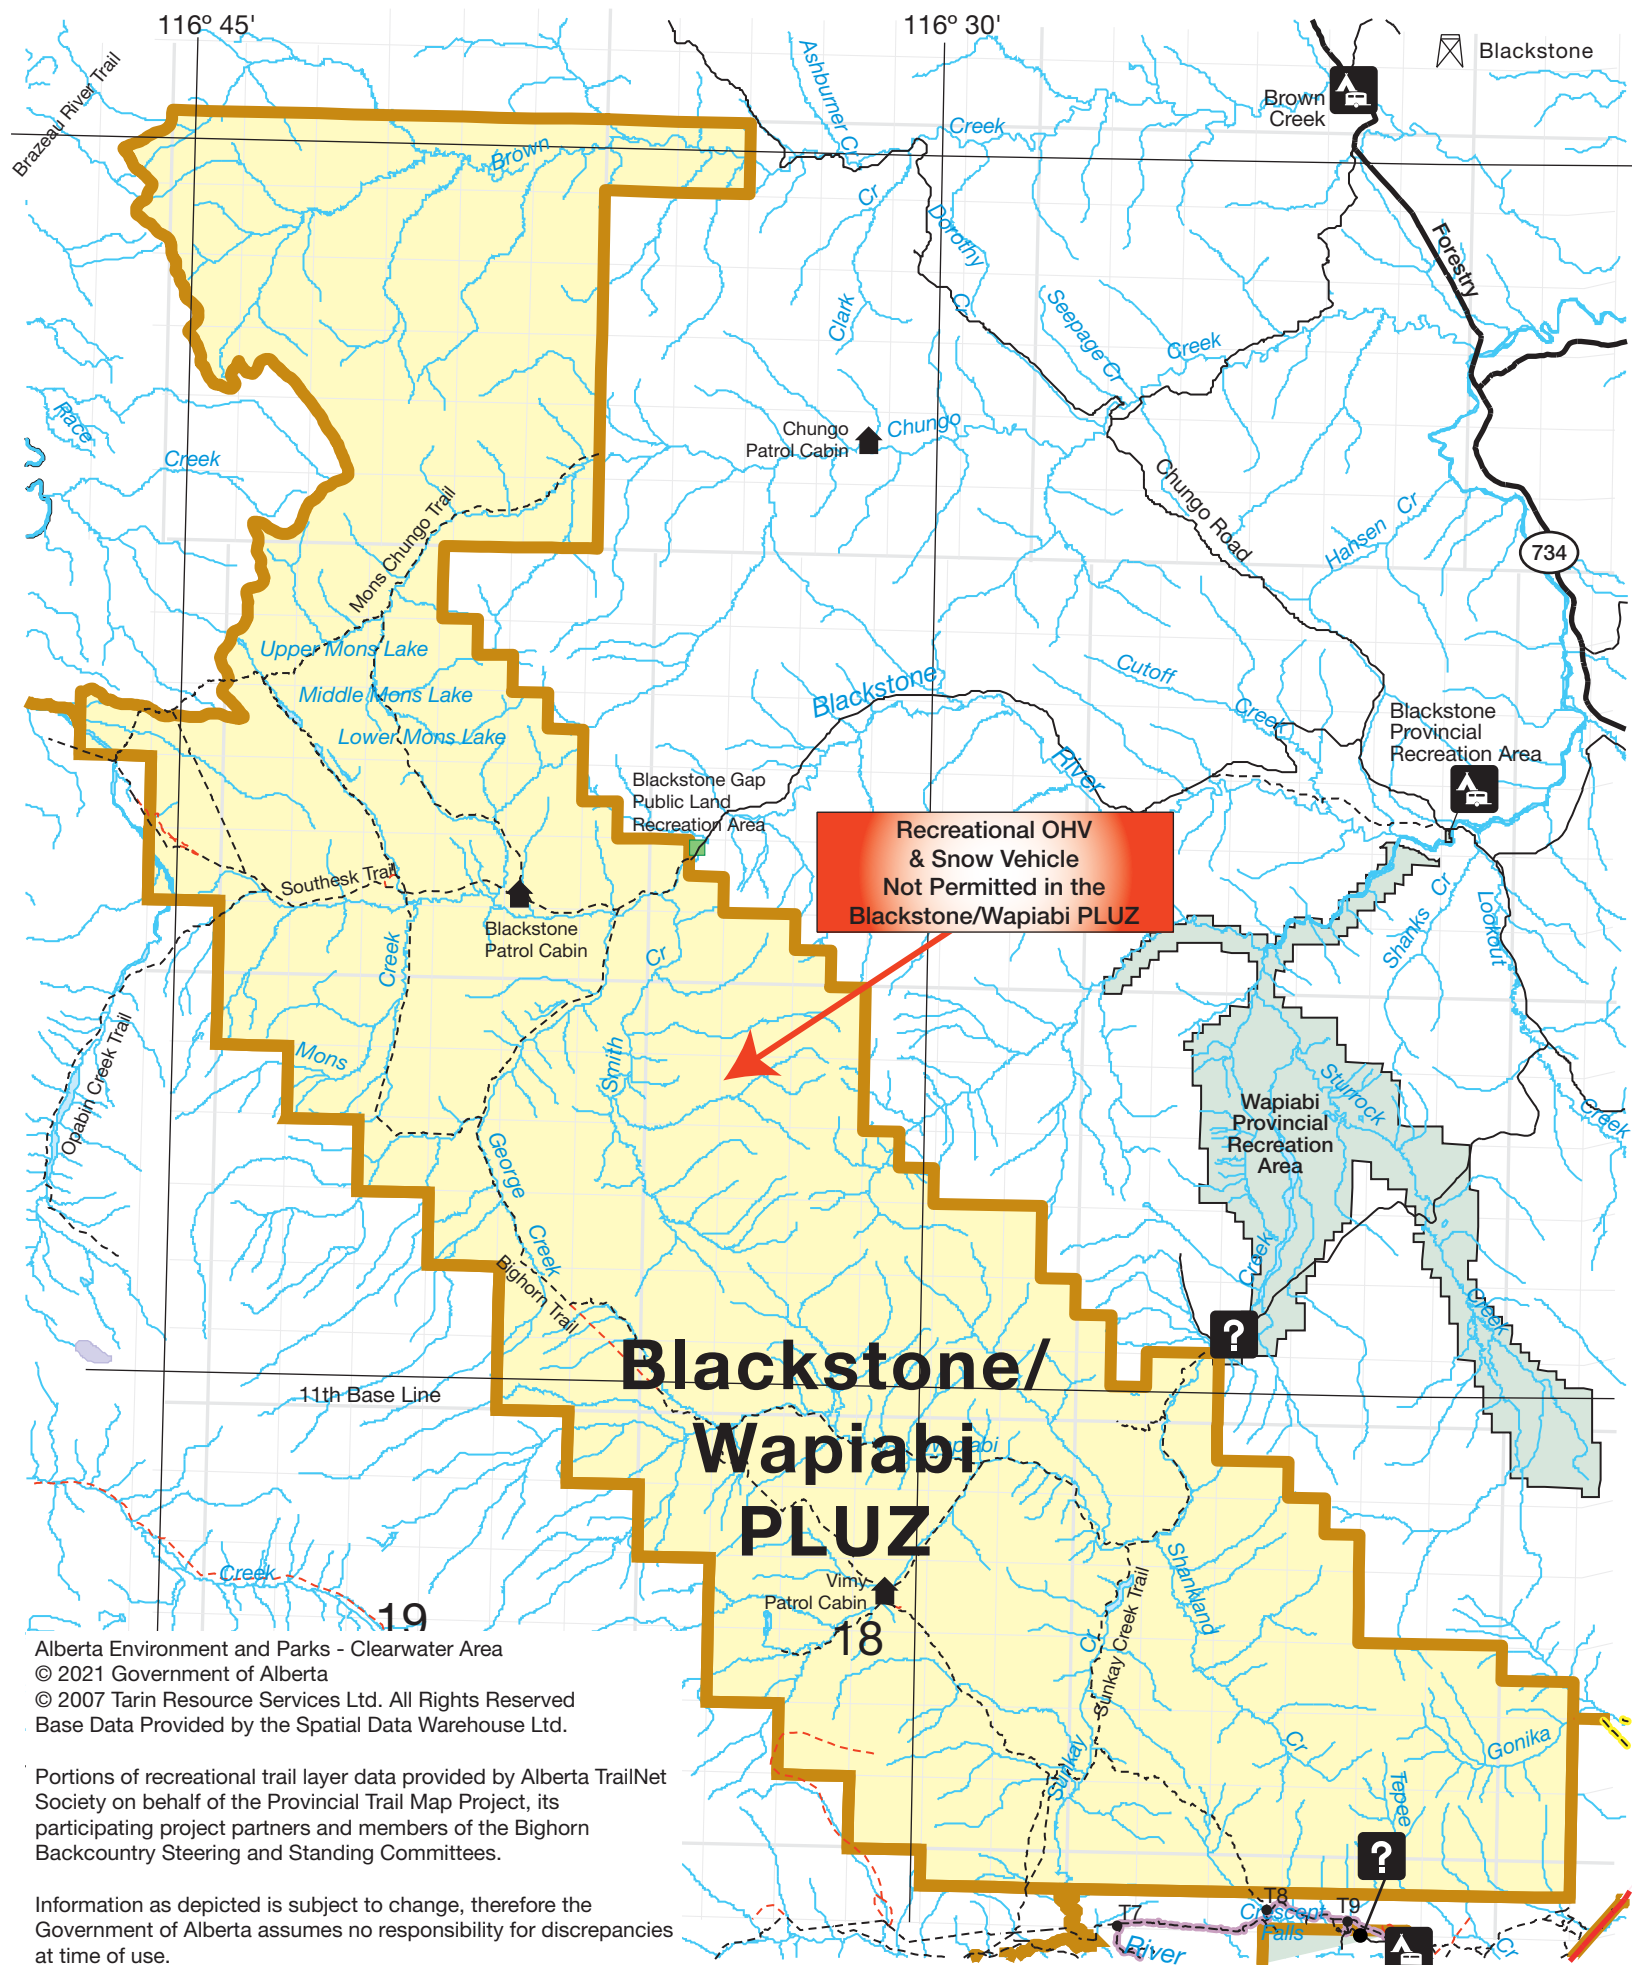 116º 45'
116º 30'
Blackstone
Brazeau River Trail
Ashburner Cr
Brown
Creek
Creek
Brown
Cr
Clark
Dorothy
Cr
Forestry
Seepage Cr
Creek
Race
Creek
Chungo
Patrol Cabin
Chungo
Mons Chungo Trail
Chungo Road
Hansen Cr
734
Upper Mons Lake
Middle Mons Lake
Lower Mons Lake
Blackstone
River
Cutoff
Creek
Blackstone
Provincial
Recreation Area
Blackstone Gap
Public Land
Recreation Area
Recreational OHV
& Snow Vehicle
Not Permitted in the
Blackstone/Wapiabi PLUZ
Southesk Trail
Blackstone
Patrol Cabin
Creek
Mons
Cr
Smith
Shanks Cr
Lookout
Creek
Opabin Creek Trail
George
Creek
Bighorn Trail
Wapiabi
Provincial
Recreation
Area
Sturrock
Creek
Creek
?
11th Base Line
Blackstone/
Wapiabi
PLUZ
Wapiabi
Vimy
Patrol Cabin
18
Creek
19
Shankland
Cr
Sunkay Creek Trail
Cr
Sunkay
Gonika
Tepee
?
T7
T8
T9
Crescent
Falls
River
Cr
Alberta Environment and Parks - Clearwater Area
© 2021 Government of Alberta
© 2007 Tarin Resource Services Ltd. All Rights Reserved
Base Data Provided by the Spatial Data Warehouse Ltd.
Portions of recreational trail layer data provided by Alberta TrailNet
Society on behalf of the Provincial Trail Map Project, its
participating project partners and members of the Bighorn
Backcountry Steering and Standing Committees.
Information as depicted is subject to change, therefore the
Government of Alberta assumes no responsibility for discrepancies
at time of use.